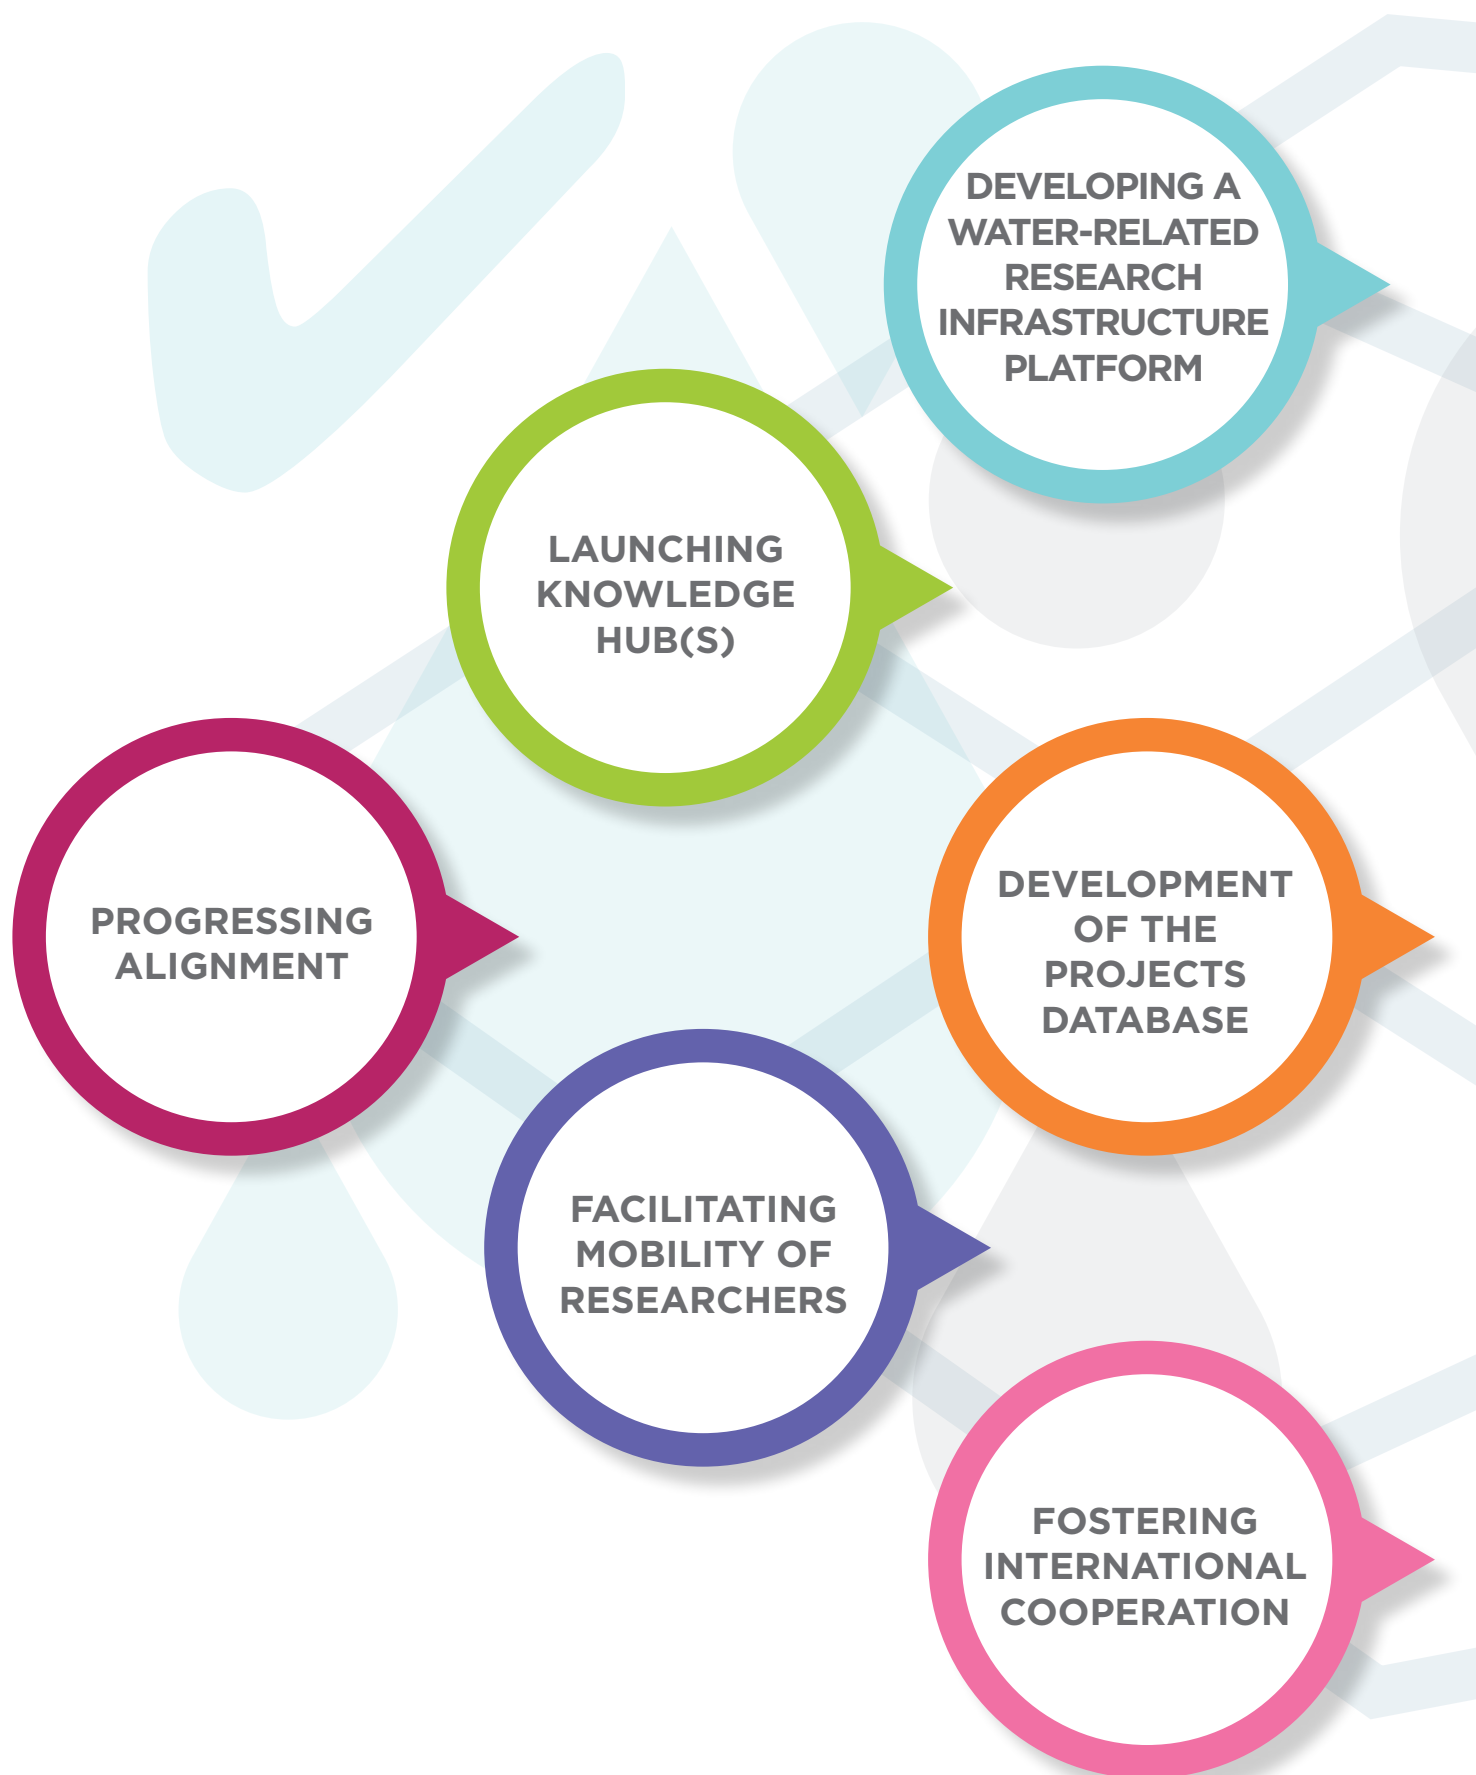 DEVELOPING A
WATER-RELATED
RESEARCH
INFRASTRUCTURE
PLATFORM
LAUNCHING
KNOWLEDGE
HUB(S)
PROGRESSING
ALIGNMENT
DEVELOPMENT
OF THE
PROJECTS
DATABASE
FACILITATING
MOBILITY OF
RESEARCHERS
FOSTERING
INTERNATIONAL
COOPERATION